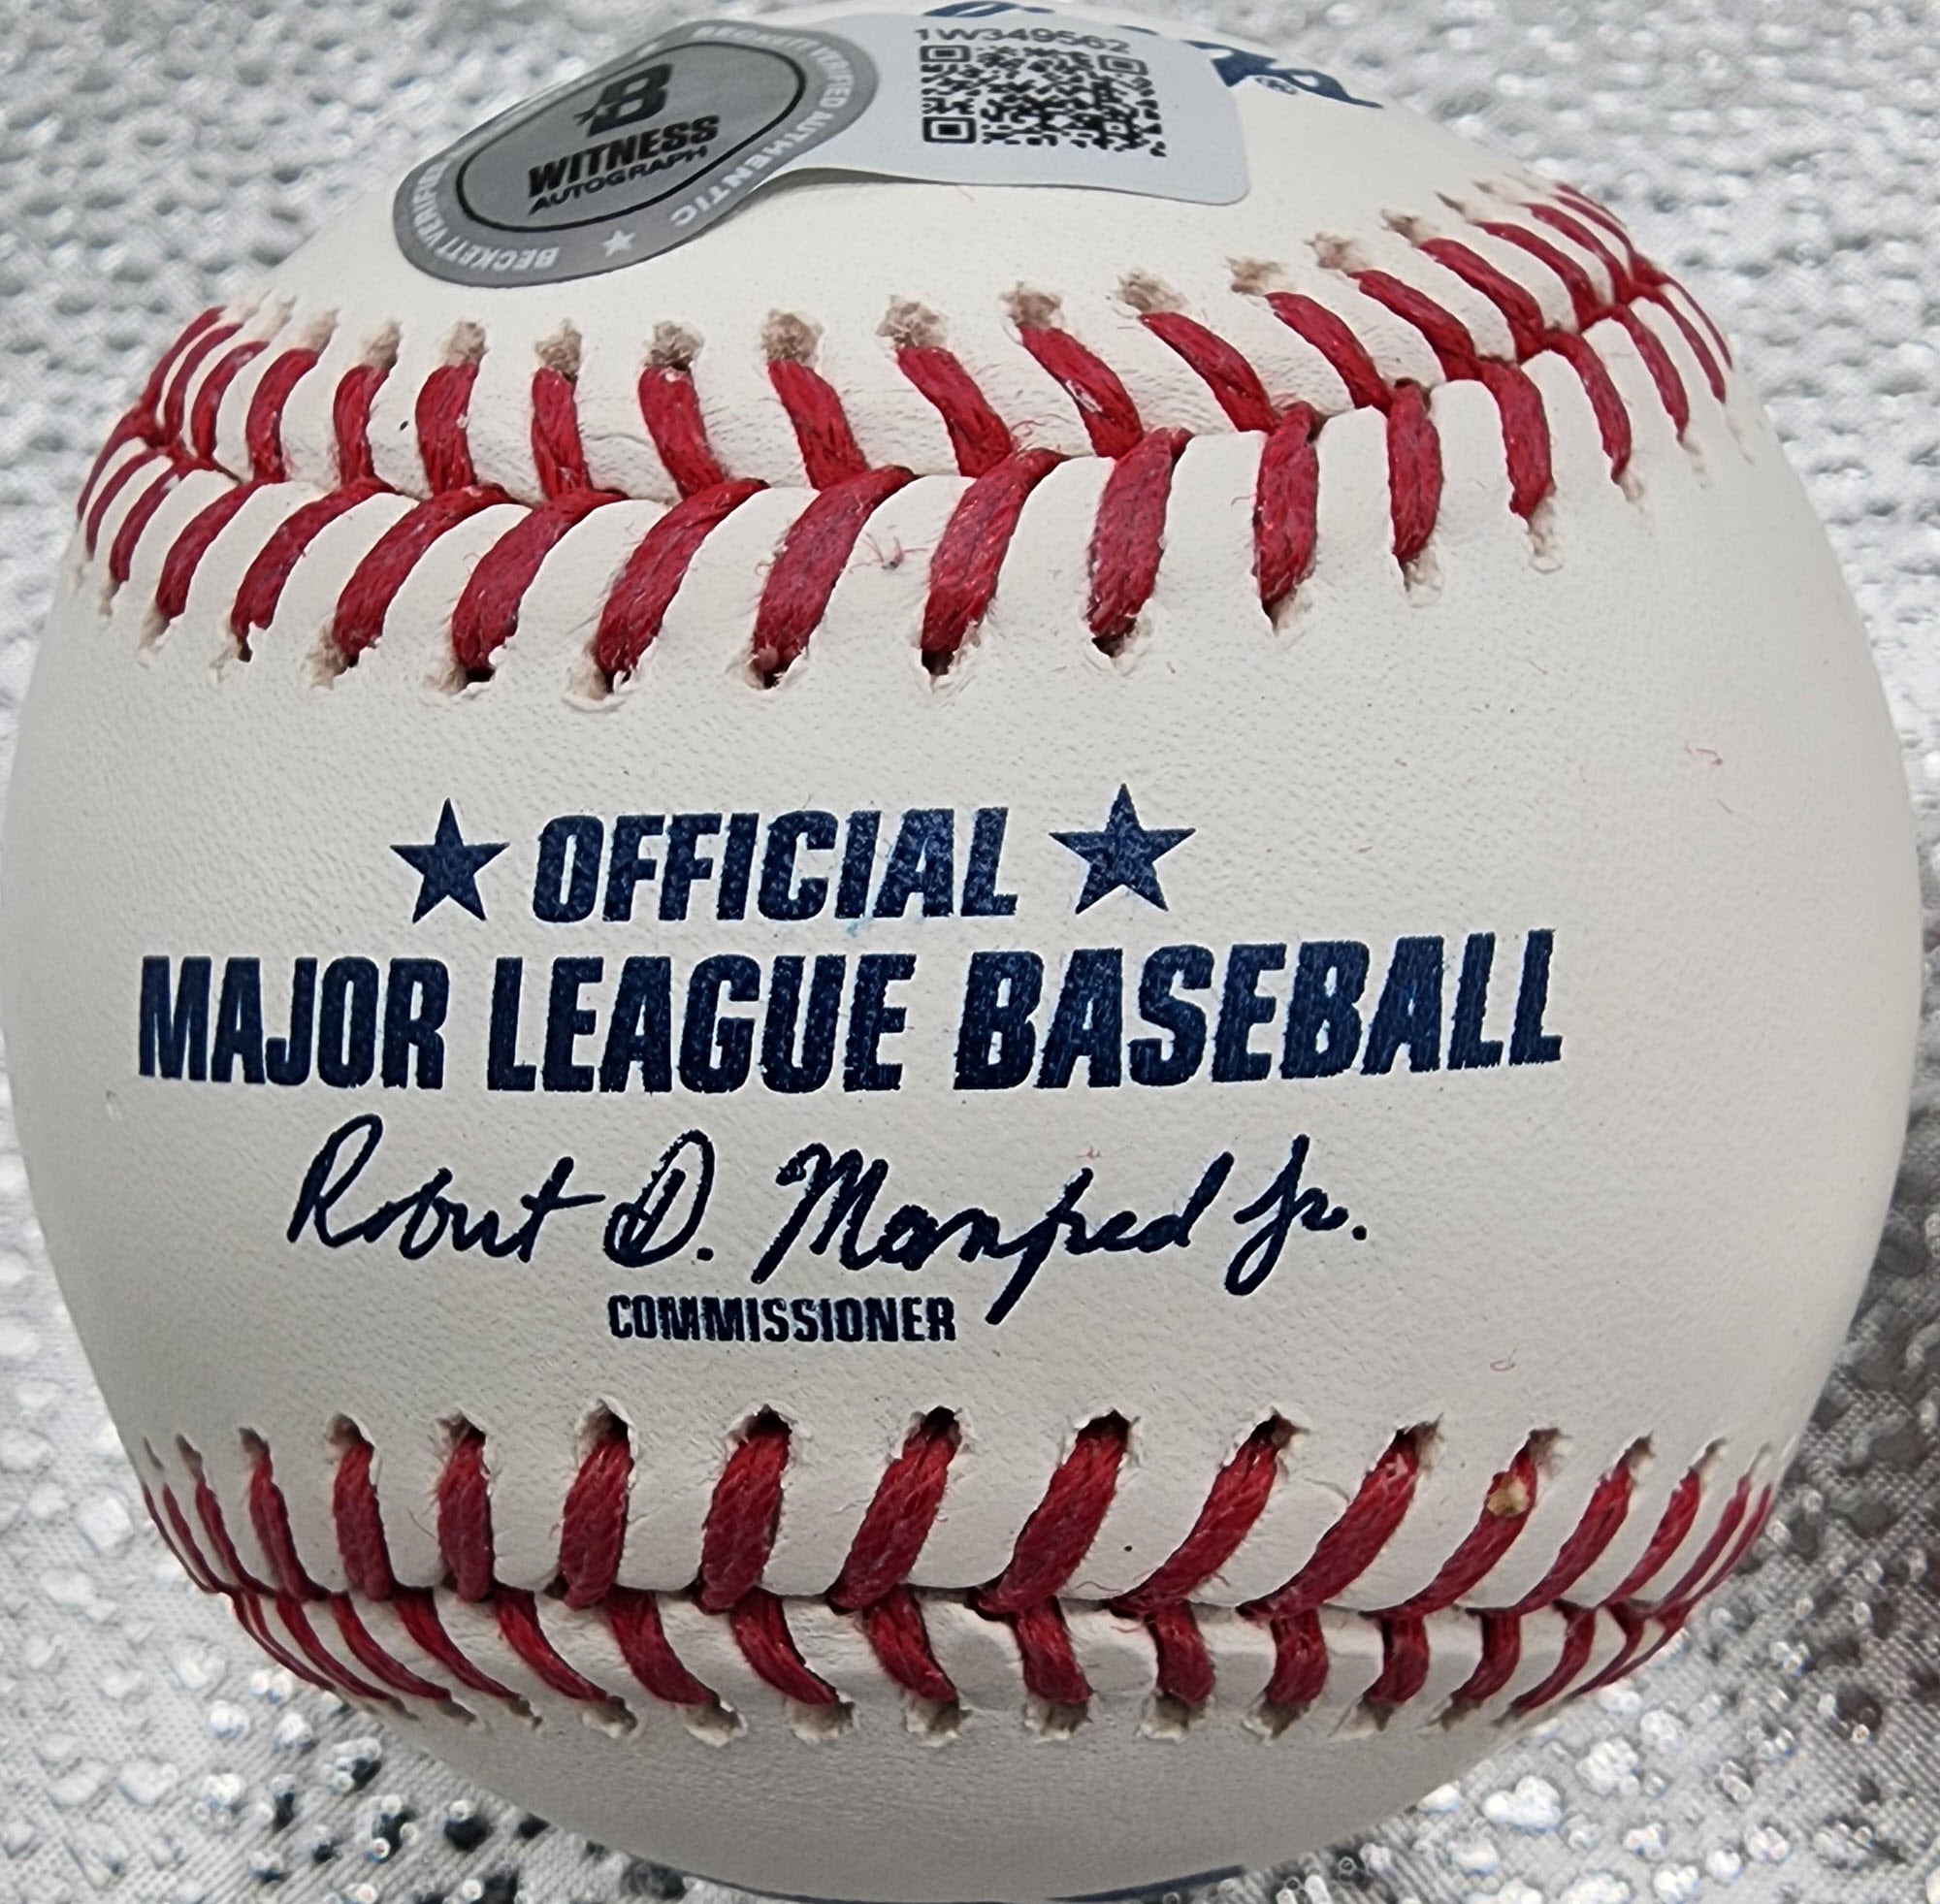 1W349562
B
WITNESS
AUTOGRAPH
BECKETT VERIFIED AUTHENTIC
★ OFFICIAL ★
MAJOR LEAGUE BASEBALL
Robert D. Manfred Jr.
COMMISSIONER